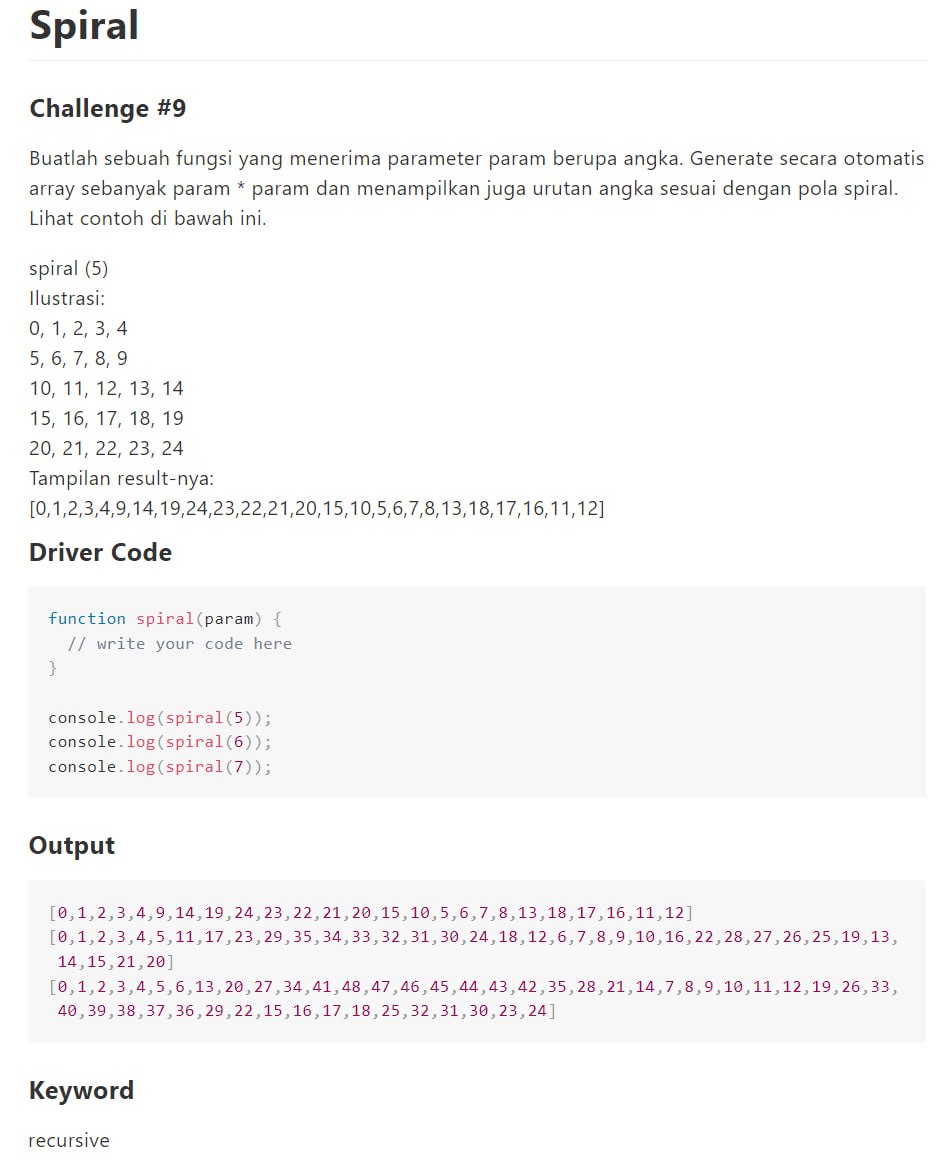 Spiral
Challenge #9
Buatlah sebuah fungsi yang menerima parameter param berupa angka. Generate secara otomatis
array sebanyak param * param dan menampilkan juga urutan angka sesuai dengan pola spiral.
Lihat contoh di bawah ini.
spiral (5)
Ilustrasi:
0, 1, 2, 3, 4
5, 6, 7, 8, 9
10, 11, 12, 13, 14
15, 16, 17, 18, 19
20, 21, 22, 23, 24
Tampilan result-nya:
[0,1,2,3,4,9,14,19,24,23,22,21,20,15,10,5,6,7,8,13,18,17,16,11,12]
Driver Code
function spiral(param) {
  // write your code here
}
console.log(spiral(5));
console.log(spiral(6));
console.log(spiral(7));
Output
[0,1,2,3,4,9,14,19,24,23,22,21,20,15,10,5,6,7,8,13,18,17,16,11,12]
[0,1,2,3,4,5,11,17,23,29,35,34,33,32,31,30,24,18,12,6,7,8,9,10,16,22,28,27,26,25,19,13,
14,15,21,20]
[0,1,2,3,4,5,6,13,20,27,34,41,48,47,46,45,44,43,42,35,28,21,14,7,8,9,10,11,12,19,26,33,
40,39,38,37,36,29,22,15,16,17,18,25,32,31,30,23,24]
Keyword
recursive